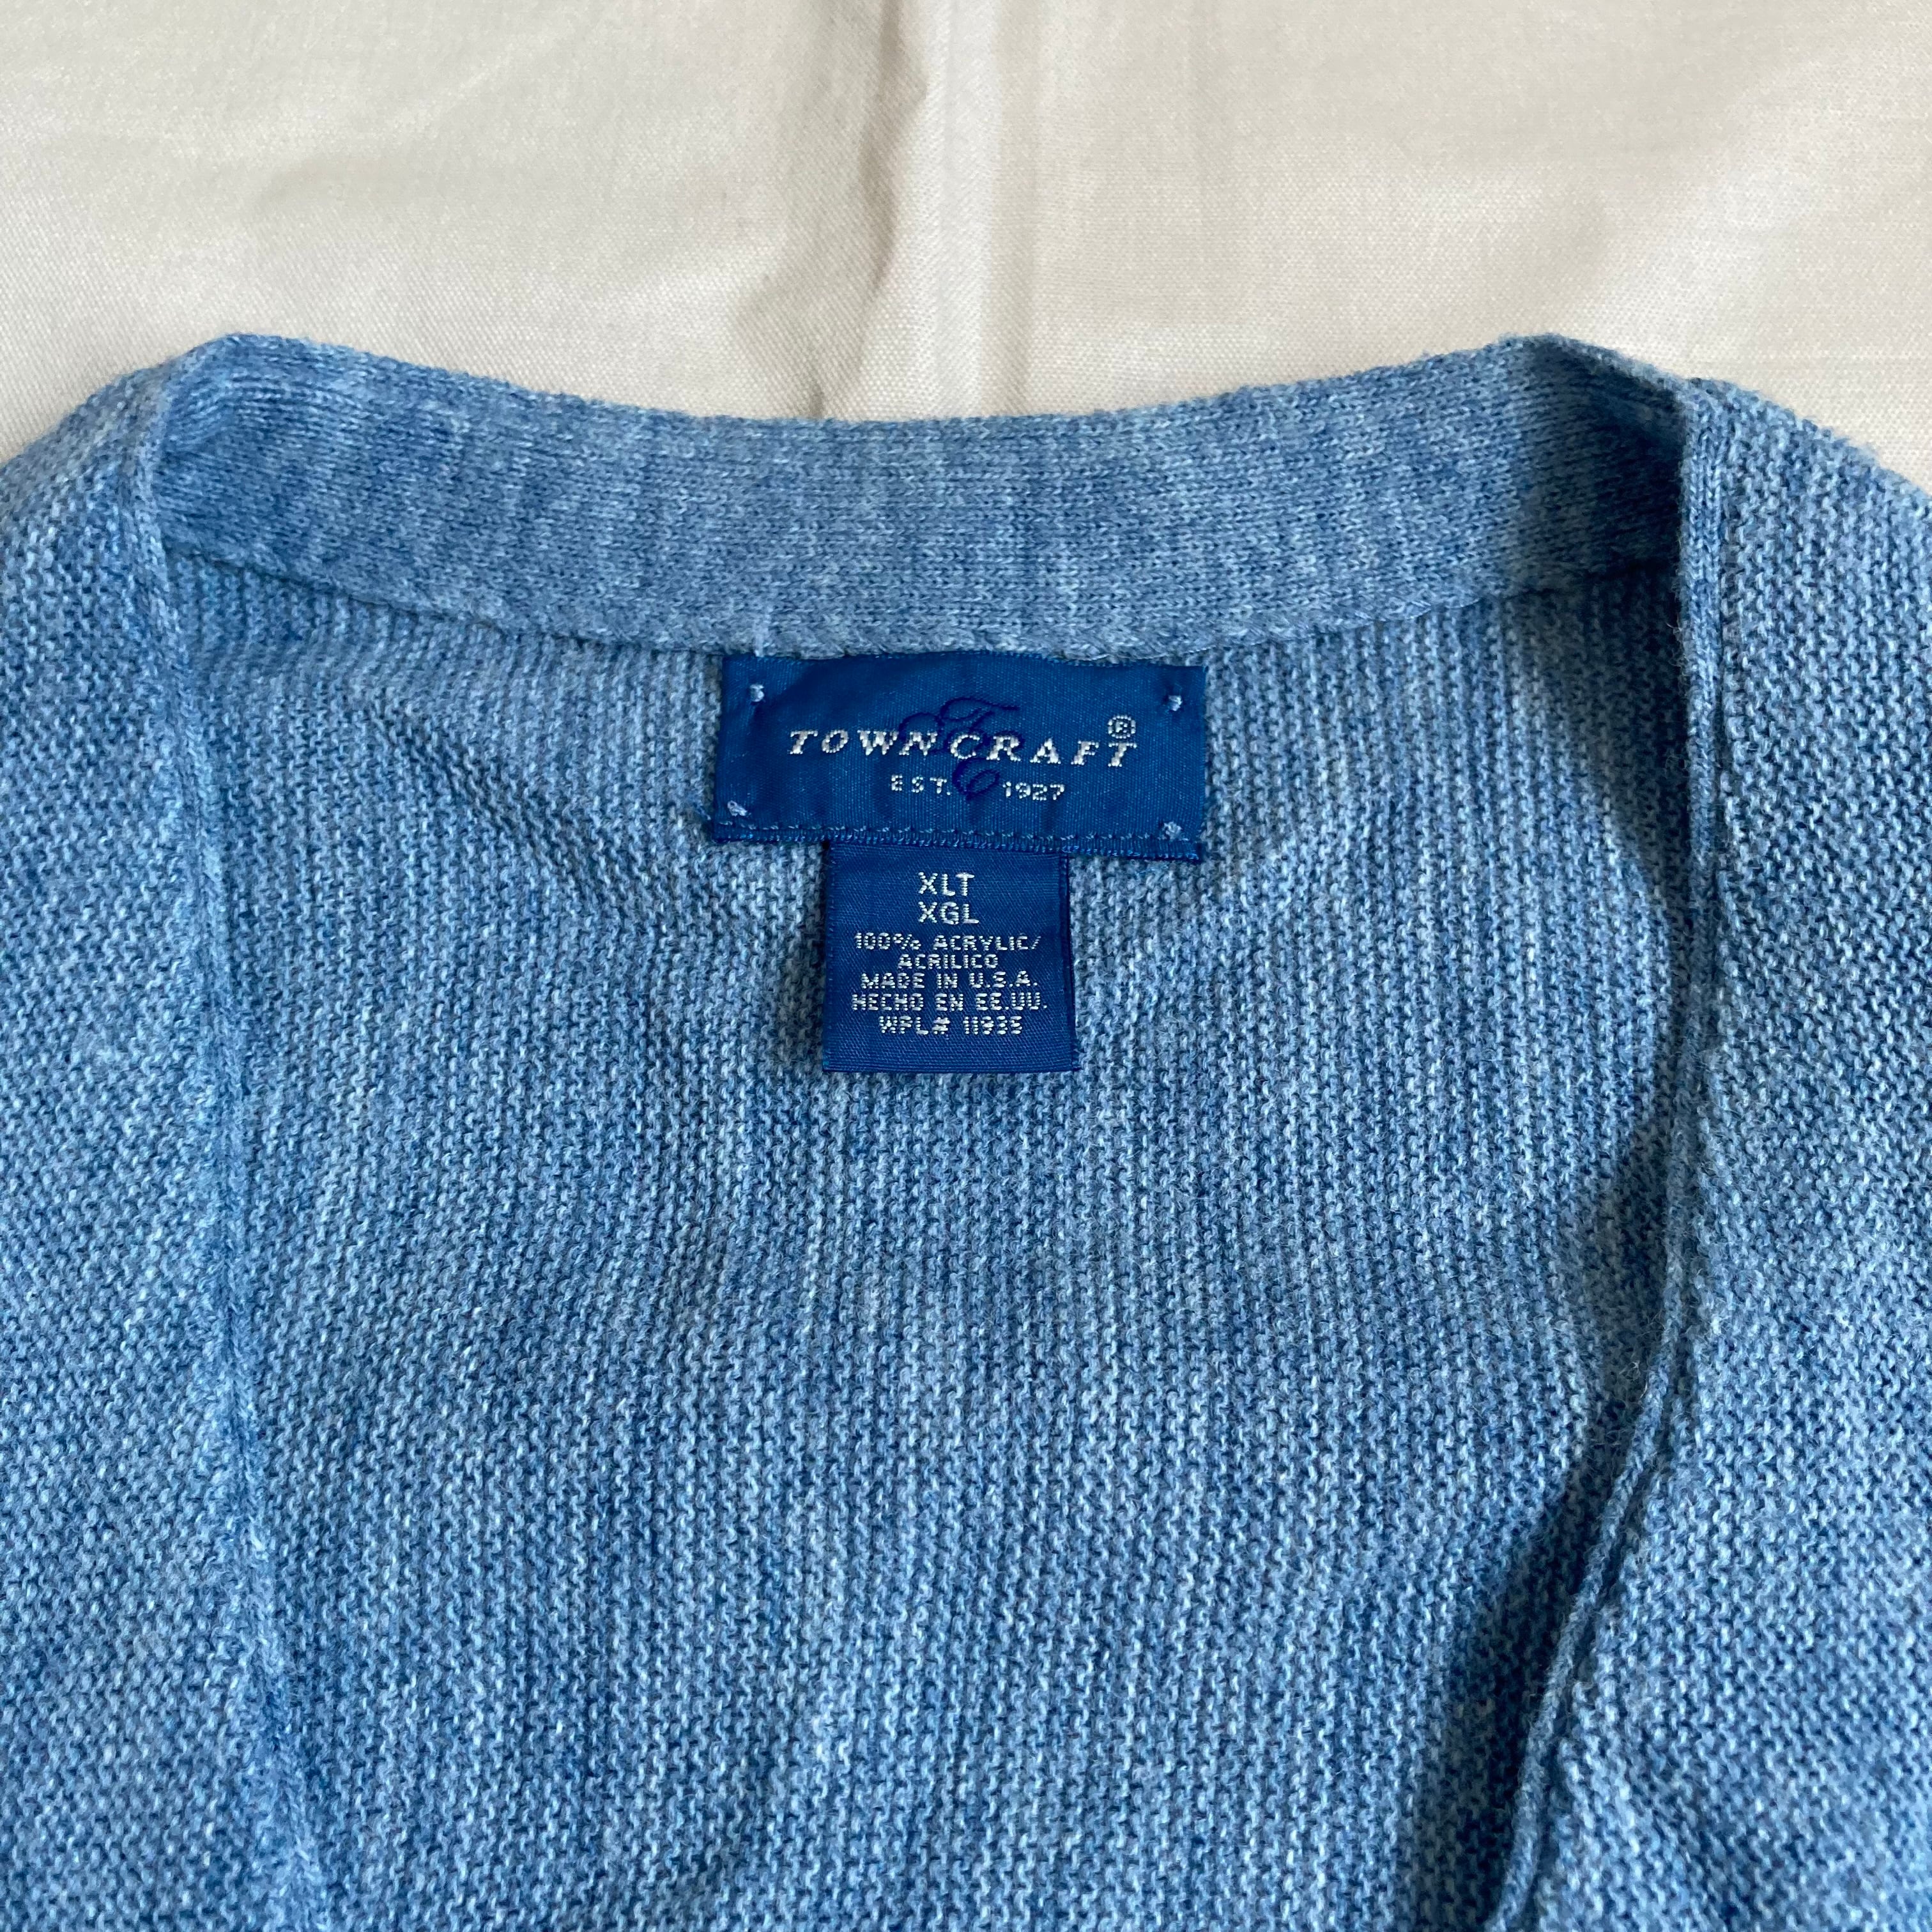 TOWNCRAFT®
EST. 1927
XLT
XGL
100% ACRYLIC/
ACRILICO
MADE IN U.S.A.
HECHO EN EE.UU.
WPL# 11935